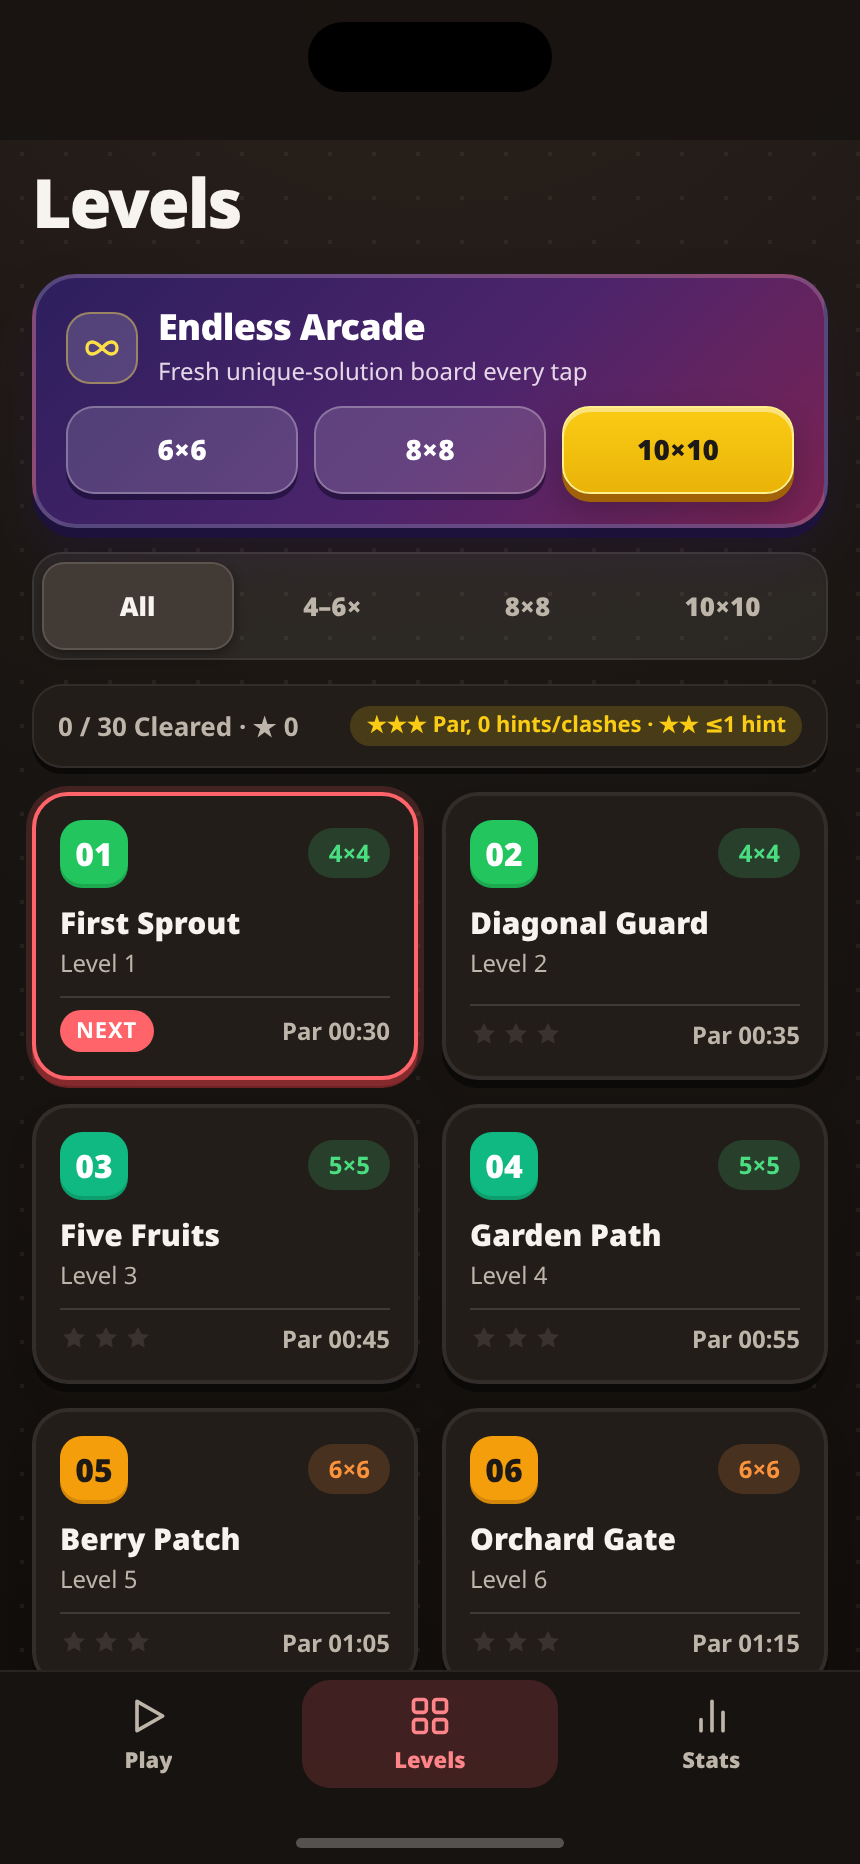 Levels
Endless Arcade
Fresh unique-solution board every tap
6×6
8×8
10×10
All
4–6×
8×8
10×10
0 / 30 Cleared · ★ 0
★★★ Par, 0 hints/clashes · ★★ ≤1 hint
01
4×4
First Sprout
Level 1
NEXT
Par 00:30
02
4×4
Diagonal Guard
Level 2
Par 00:35
03
5×5
Five Fruits
Level 3
Par 00:45
04
5×5
Garden Path
Level 4
Par 00:55
05
6×6
Berry Patch
Level 5
Par 01:05
06
6×6
Orchard Gate
Level 6
Par 01:15
Play
Levels
Stats